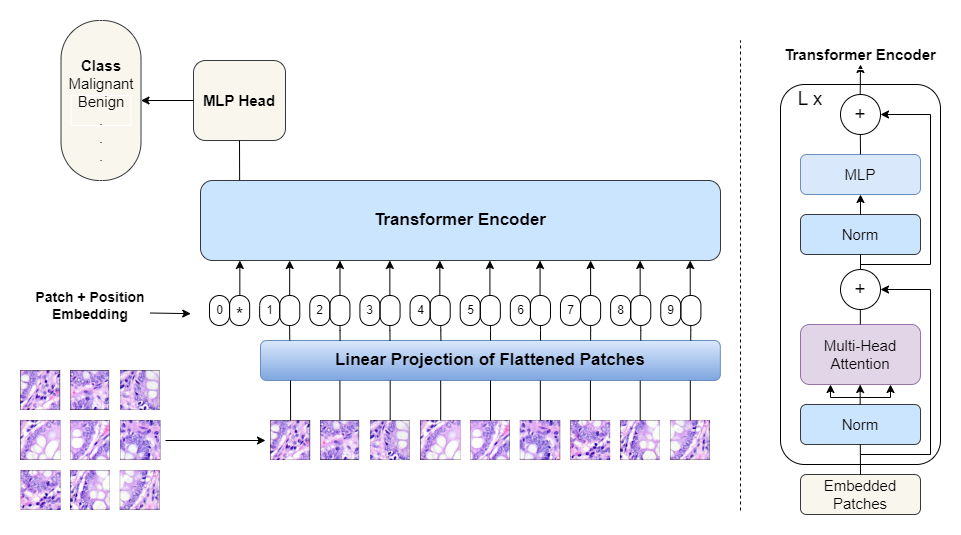 Class
Malignant
Benign
.
.
.
MLP Head
Transformer Encoder
Patch + Position
Embedding
0 * 1 2 3 4 5 6 7 8 9
Linear Projection of Flattened Patches
Transformer Encoder
L x
+
MLP
Norm
+
Multi-Head
Attention
Norm
Embedded
Patches